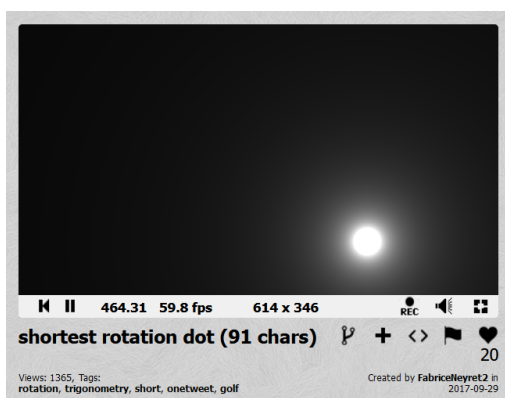 464.31 59.8 fps 614 x 346 REC
shortest rotation dot (91 chars)
20
Views: 1365, Tags: Created by FabriceNeyret2 in
rotation, trigonometry, short, onetweet, golf 2017-09-29